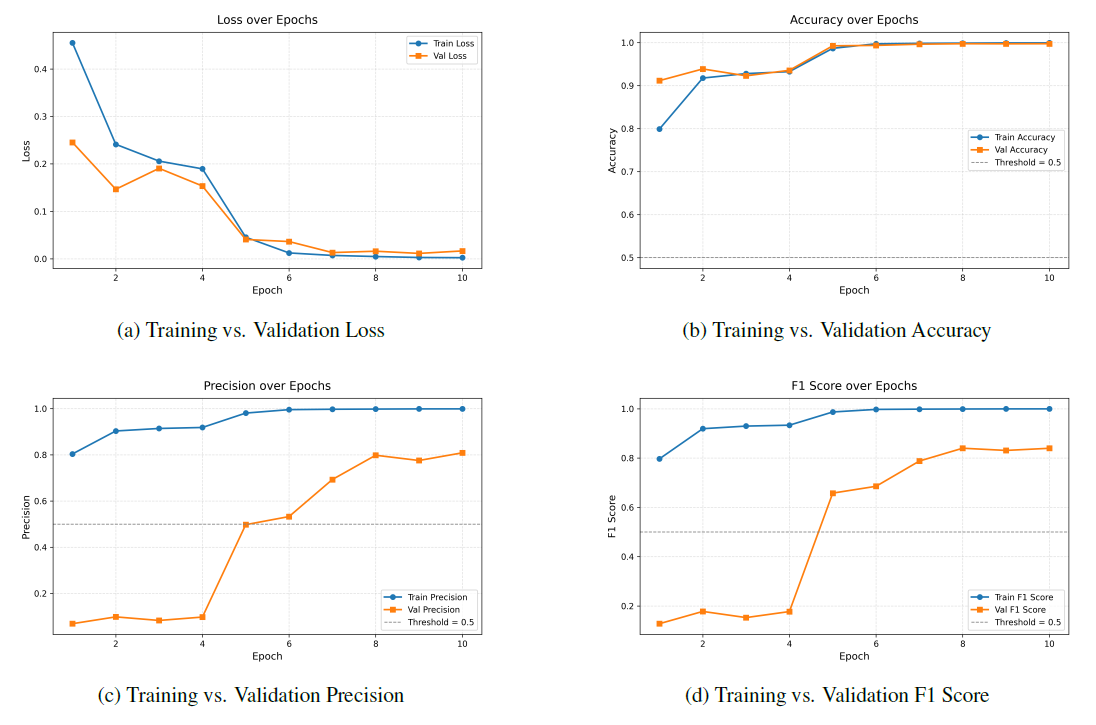 Loss over Epochs
Train Loss
Val Loss
0.4
0.3
0.2
0.1
0.0
Loss
2
4
6
8
10
Epoch
(a) Training vs. Validation Loss
Accuracy over Epochs
1.0
0.9
0.8
0.7
0.6
0.5
Accuracy
Train Accuracy
Val Accuracy
Threshold = 0.5
2
4
6
8
10
Epoch
(b) Training vs. Validation Accuracy
Precision over Epochs
1.0
0.8
0.6
0.4
0.2
Precision
Train Precision
Val Precision
Threshold = 0.5
2
4
6
8
10
Epoch
(c) Training vs. Validation Precision
F1 Score over Epochs
1.0
0.8
0.6
0.4
0.2
F1 Score
Train F1 Score
Val F1 Score
Threshold = 0.5
2
4
6
8
10
Epoch
(d) Training vs. Validation F1 Score